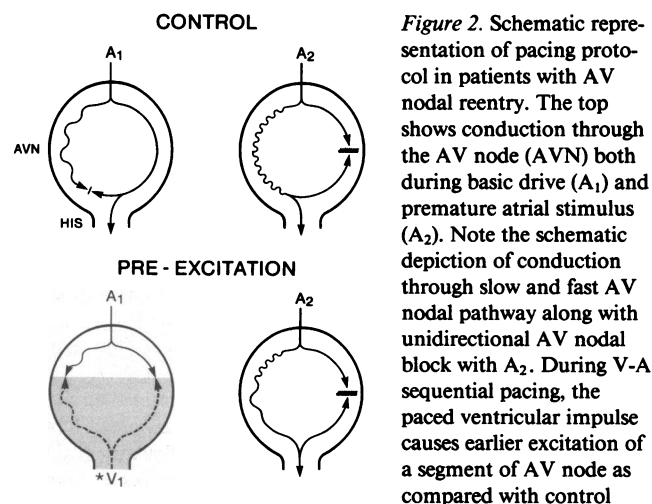 CONTROL
A1
A2
AVN
HIS
PRE - EXCITATION
A1
A2
*V1
Figure 2. Schematic repre-
sentation of pacing proto-
col in patients with AV
nodal reentry. The top
shows conduction through
the AV node (AVN) both
during basic drive (A1) and
premature atrial stimulus
(A2). Note the schematic
depiction of conduction
through slow and fast AV
nodal pathway along with
unidirectional AV nodal
block with A2. During V-A
sequential pacing, the
paced ventricular impulse
causes earlier excitation of
a segment of AV node as
compared with control